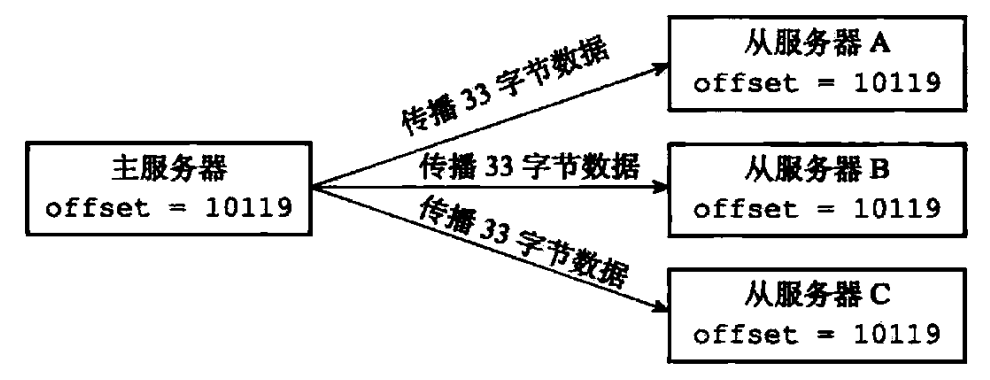 主服务器
offset = 10119
传播 33 字节数据
传播 33 字节数据
传播 33 字节数据
从服务器 A
offset = 10119
从服务器 B
offset = 10119
从服务器 C
offset = 10119